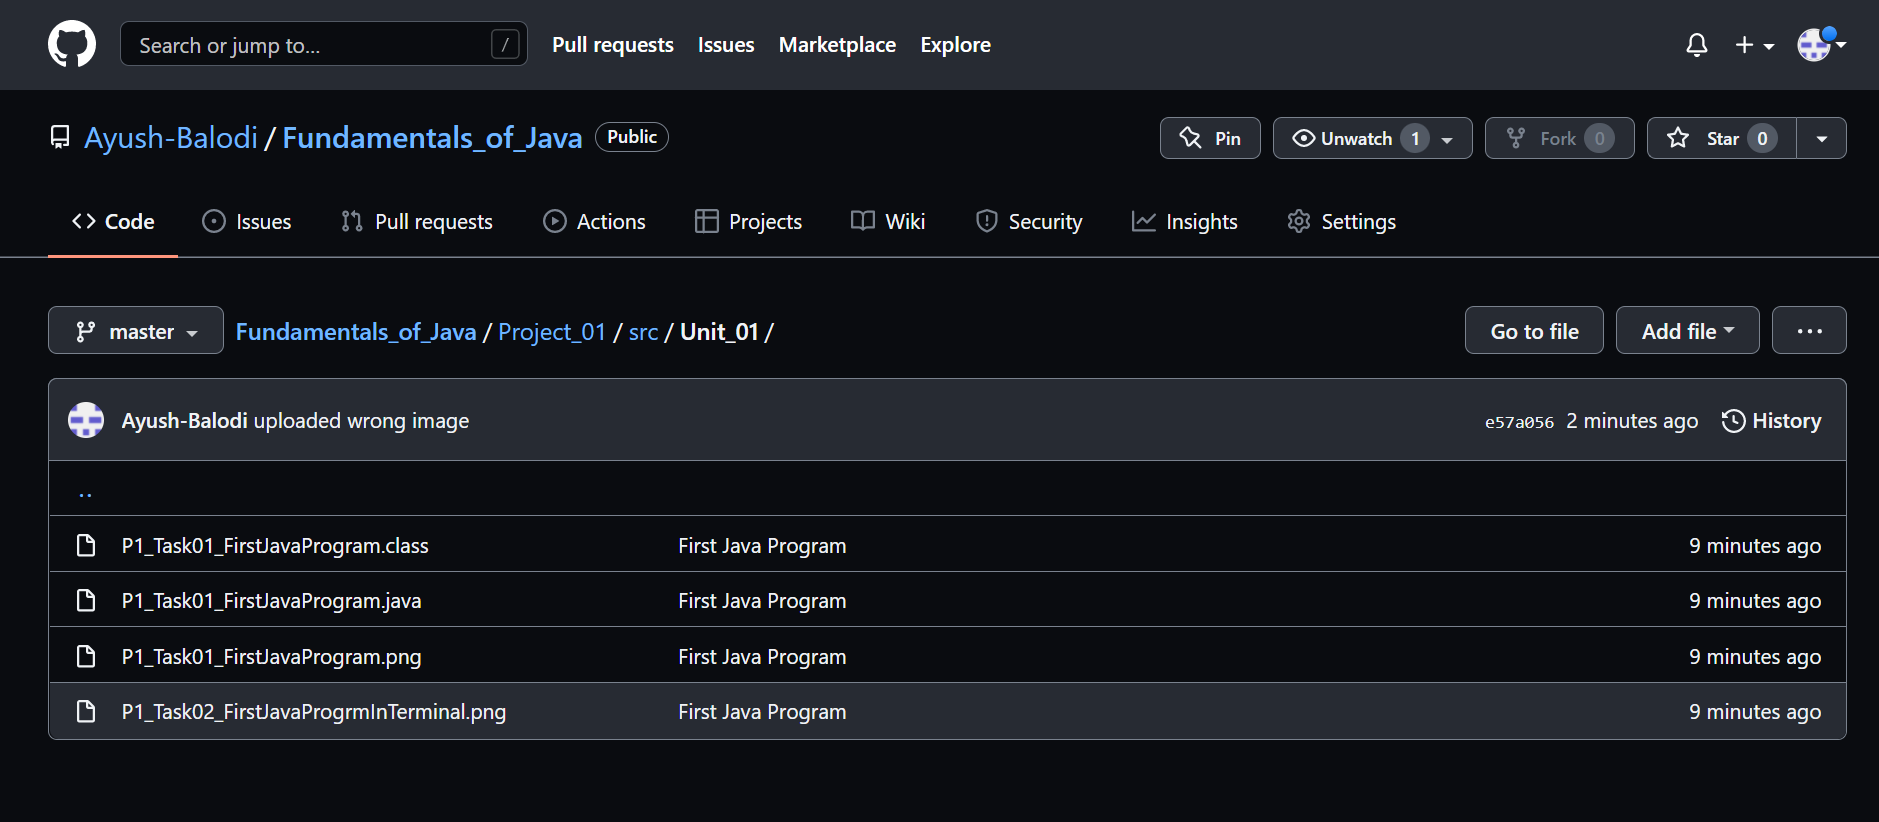 Search or jump to... / Pull requests Issues Marketplace Explore
Ayush-Balodi / Fundamentals_of_Java Public Pin Unwatch 1 Fork 0 Star 0
Code Issues Pull requests Actions Projects Wiki Security Insights Settings
master Fundamentals_of_Java / Project_01 / src / Unit_01 / Go to file Add file ...
Ayush-Balodi uploaded wrong image e57a056 2 minutes ago History
..
P1_Task01_FirstJavaProgram.class First Java Program 9 minutes ago
P1_Task01_FirstJavaProgram.java First Java Program 9 minutes ago
P1_Task01_FirstJavaProgram.png First Java Program 9 minutes ago
P1_Task02_FirstJavaProgrmInTerminal.png First Java Program 9 minutes ago